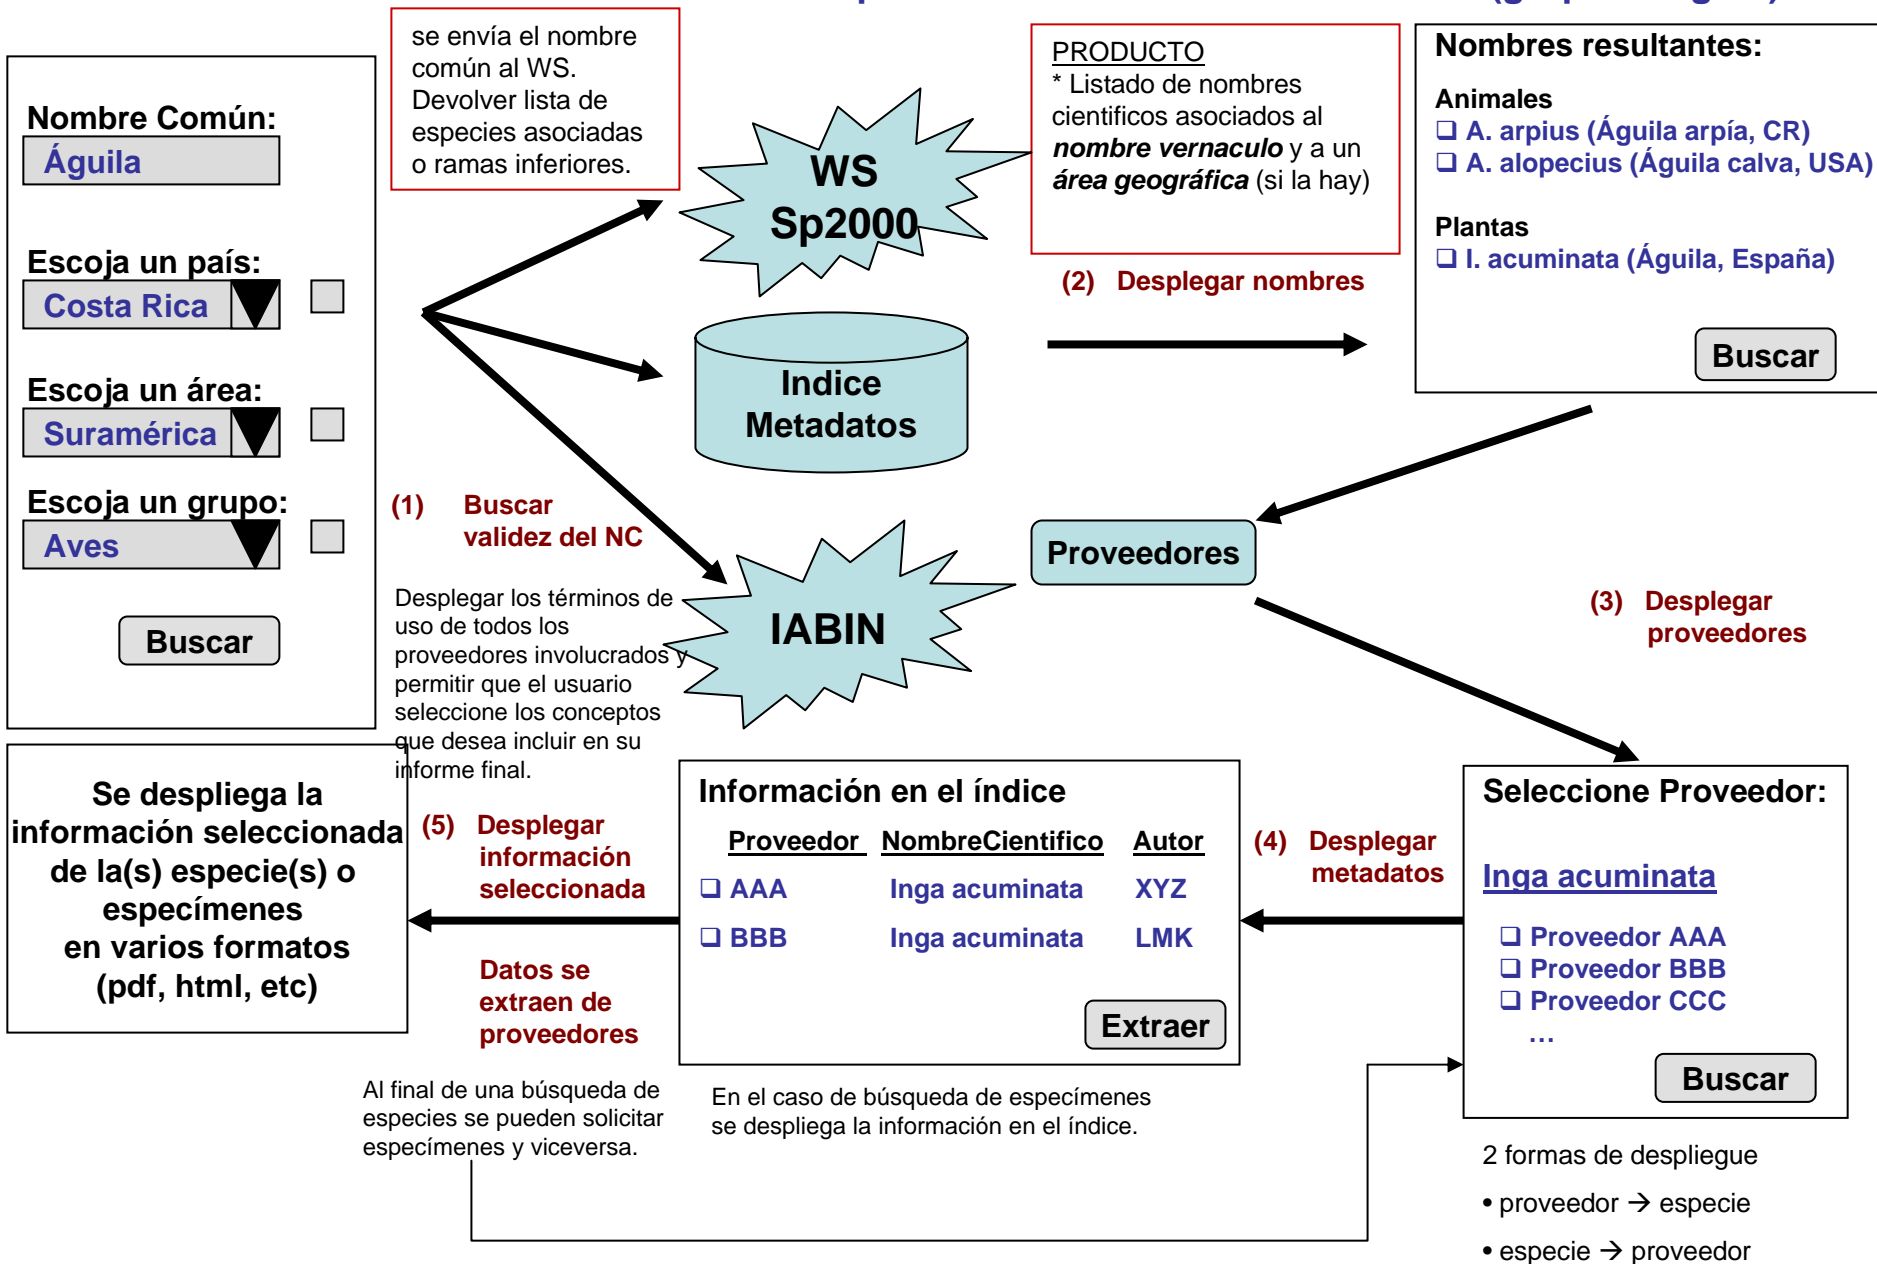 se envía el nombre
común al WS.
Devolver lista de
especies asociadas
o ramas inferiores.
PRODUCTO
* Listado de nombres
cientificos asociados al
nombre vernaculo y a un
área geográfica (si la hay)
Nombres resultantes:
Animales
❑ A. arpius (Águila arpía, CR)
❑ A. alopecius (Águila calva, USA)
Plantas
❑ I. acuminata (Águila, España)
Buscar
Nombre Común:
Águila
Escoja un país:
Costa Rica
Escoja un área:
Suramérica
Escoja un grupo:
Aves
Buscar
WS
Sp2000
(2) Desplegar nombres
Indice
Metadatos
(1) Buscar
validez del NC
Desplegar los términos de
uso de todos los
proveedores involucrados y
permitir que el usuario
seleccione los conceptos
que desea incluir en su
informe final.
IABIN
Proveedores
(3) Desplegar
proveedores
Seleccione Proveedor:
Inga acuminata
❑ Proveedor AAA
❑ Proveedor BBB
❑ Proveedor CCC
…
Buscar
2 formas de despliegue
• proveedor → especie
• especie → proveedor
(4) Desplegar
metadatos
Información en el índice
Proveedor NombreCientifico Autor
❑ AAA Inga acuminata XYZ
❑ BBB Inga acuminata LMK
Extraer
En el caso de búsqueda de especímenes
se despliega la información en el índice.
(5) Desplegar
información
seleccionada
Datos se
extraen de
proveedores
Al final de una búsqueda de
especies se pueden solicitar
especímenes y viceversa.
Se despliega la
información seleccionada
de la(s) especie(s) o
especímenes
en varios formatos
(pdf, html, etc)